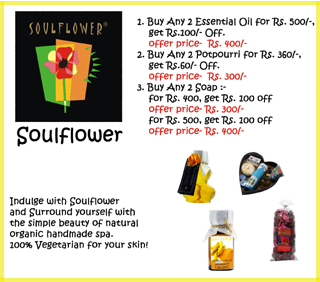 SOULFLOWER®
Soulflower
1. Buy Any 2 Essential Oil for Rs. 500/-,
get Rs.100/- Off.
offer price- Rs. 400/-
2. Buy Any 2 Potpourri for Rs. 360/-,
get Rs.60/- Off.
offer price- Rs. 300/-
3. Buy Any 2 Soap :-
for Rs. 400, get Rs. 100 off
offer price- Rs. 300/-
for Rs. 500, get Rs. 100 off
offer price- Rs. 400/-
Indulge with Soulflower
and Surround yourself with
the simple beauty of natural
organic handmade spa.
100% Vegetarian for your skin!